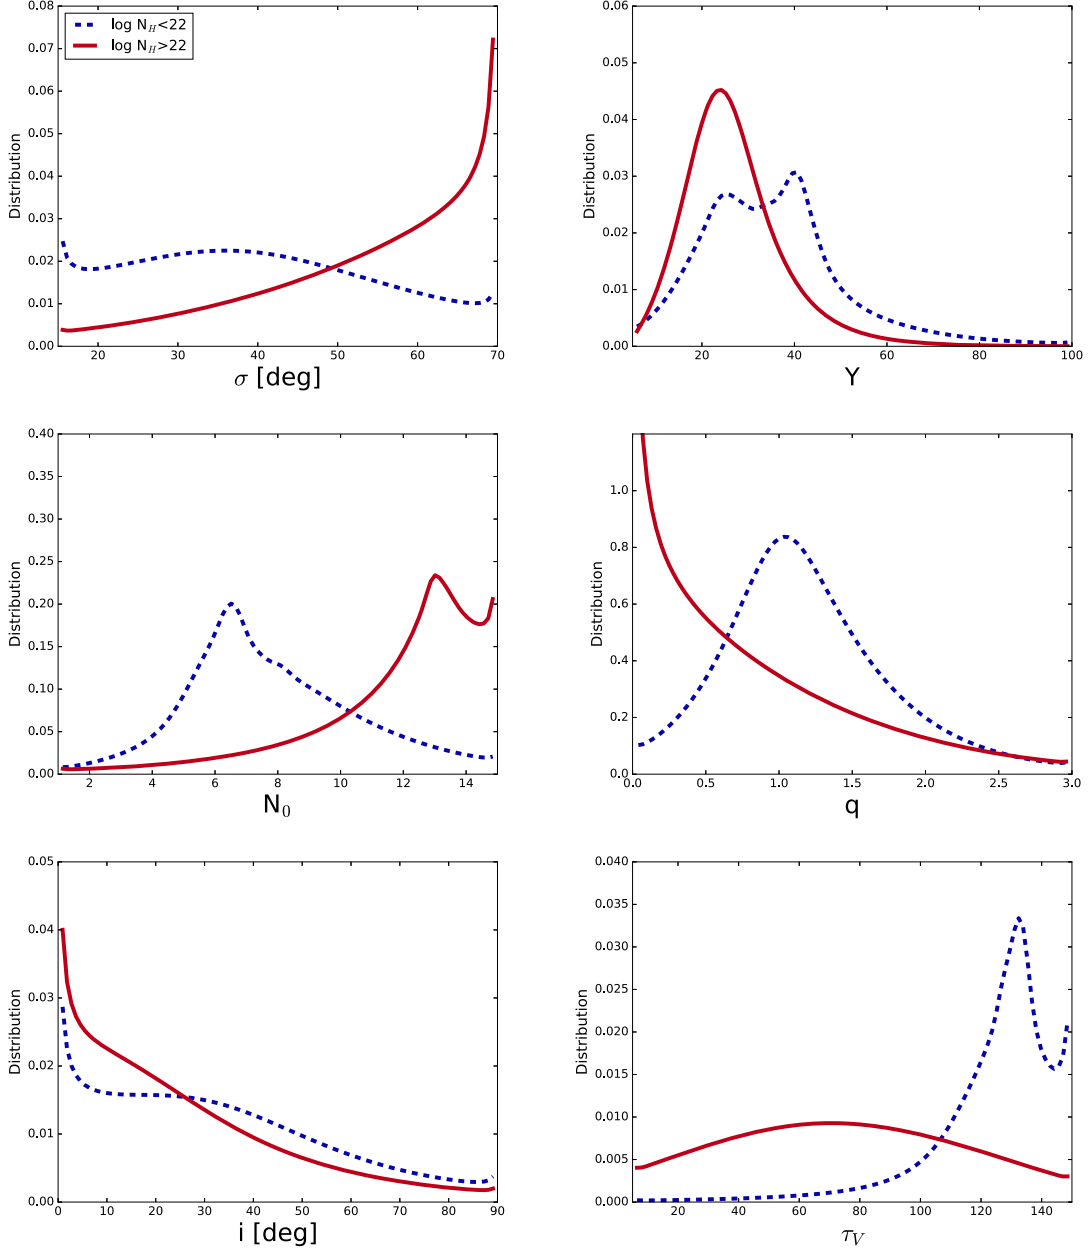 0.08
0.07
0.06
0.05
0.04
0.03
0.02
0.01
0.00
Distribution
log N_H<22
log N_H>22
20 30 40 50 60 70
σ [deg]
0.06
0.05
0.04
0.03
0.02
0.01
0.00
Distribution
20 40 60 80 100
Y
0.40
0.35
0.30
0.25
0.20
0.15
0.10
0.05
0.00
Distribution
2 4 6 8 10 12 14
N_0
1.0
0.8
0.6
0.4
0.2
0.0
Distribution
0.0 0.5 1.0 1.5 2.0 2.5 3.0
q
0.05
0.04
0.03
0.02
0.01
0.00
Distribution
0 10 20 30 40 50 60 70 80 90
i [deg]
0.040
0.035
0.030
0.025
0.020
0.015
0.010
0.005
0.000
Distribution
20 40 60 80 100 120 140
τ_V